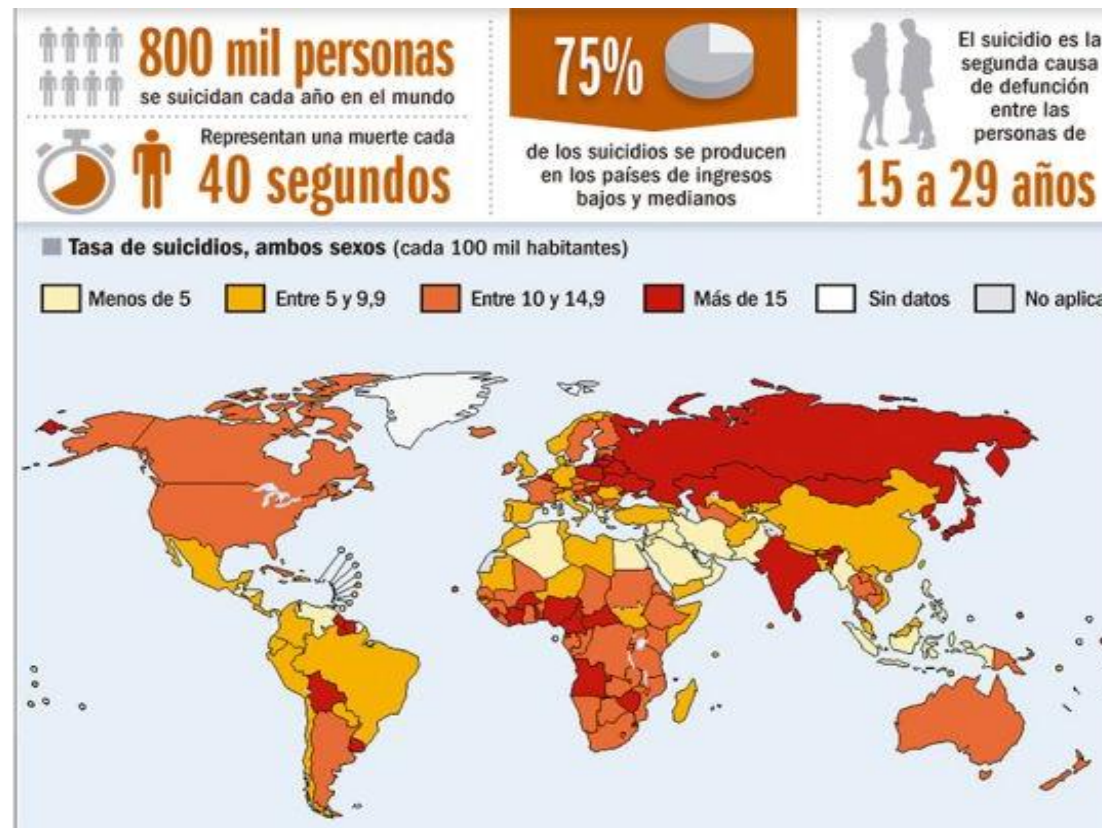 800 mil personas
se suicidan cada año en el mundo
Representan una muerte cada
40 segundos
75%
de los suicidios se producen
en los países de ingresos
bajos y medianos
El suicidio es la
segunda causa
de defunción
entre las
personas de
15 a 29 años
Tasa de suicidios, ambos sexos (cada 100 mil habitantes)
Menos de 5
Entre 5 y 9,9
Entre 10 y 14,9
Más de 15
Sin datos
No aplica